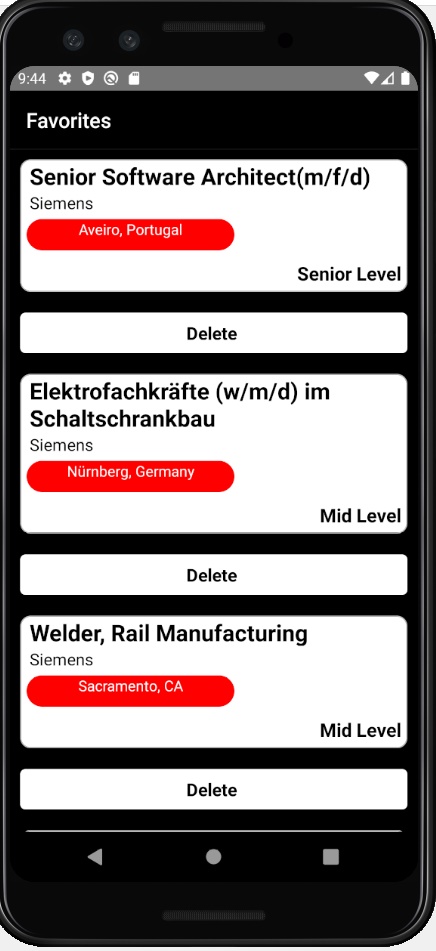 9:44
Favorites
Senior Software Architect(m/f/d)
Siemens
Aveiro, Portugal
Senior Level
Delete
Elektrofachkräfte (w/m/d) im
Schaltschrankbau
Siemens
Nürnberg, Germany
Mid Level
Delete
Welder, Rail Manufacturing
Siemens
Sacramento, CA
Mid Level
Delete